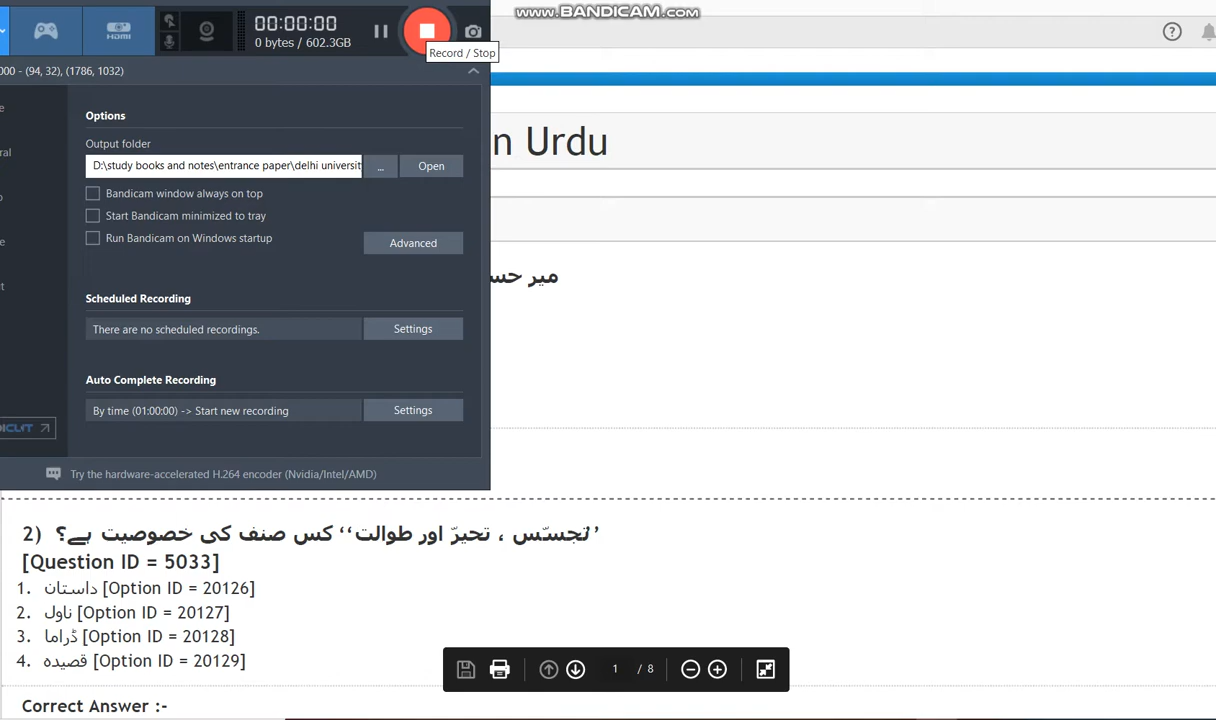 www.BANDICAM.com
HDMI
00:00:00
0 bytes / 602.3GB
Record / Stop
000 - (94, 32), (1786, 1032)
Options
Output folder
D:\study books and notes\entrance paper\delhi universit
...
Open
Bandicam window always on top
Start Bandicam minimized to tray
Run Bandicam on Windows startup
Advanced
Scheduled Recording
There are no scheduled recordings.
Settings
Auto Complete Recording
By time (01:00:00) -> Start new recording
Settings
Try the hardware-accelerated H.264 encoder (Nvidia/Intel/AMD)
n Urdu
میر حس
2) ’’تجسّس ، تحیرّ اور طوالت‘‘ کس صنف کی خصوصیت ہے؟
[Question ID = 5033]
1. داستان [Option ID = 20126]
2. ناول [Option ID = 20127]
3. ڈراما [Option ID = 20128]
4. قصیدہ [Option ID = 20129]
1 / 8
Correct Answer :-